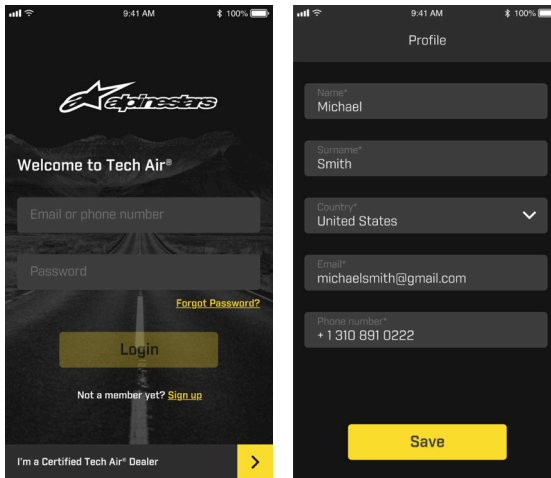 9:41 AM
100%
alpinestars
Welcome to Tech Air®
Email or phone number
Password
Forgot Password?
Login
Not a member yet? Sign up
I'm a Certified Tech Air® Dealer
9:41 AM
100%
Profile
Name*
Michael
Surname*
Smith
Country*
United States
Email*
michaelsmith@gmail.com
Phone number*
+ 1 310 891 0222
Save